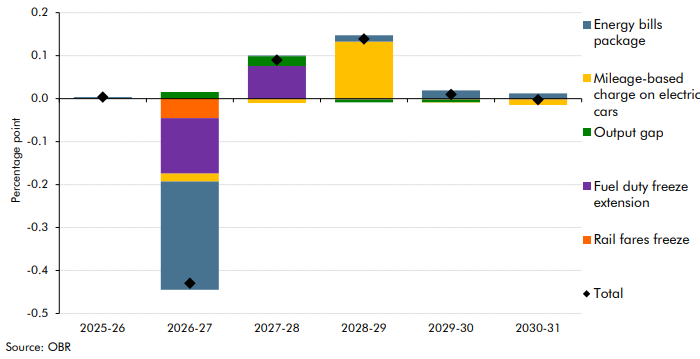 0.2
0.1
0.0
-0.1
-0.2
-0.3
-0.4
-0.5
Percentage point
2025-26
2026-27
2027-28
2028-29
2029-30
2030-31
Energy bills
package
Mileage-based
charge on electric
cars
Output gap
Fuel duty freeze
extension
Rail fares freeze
Total
Source: OBR